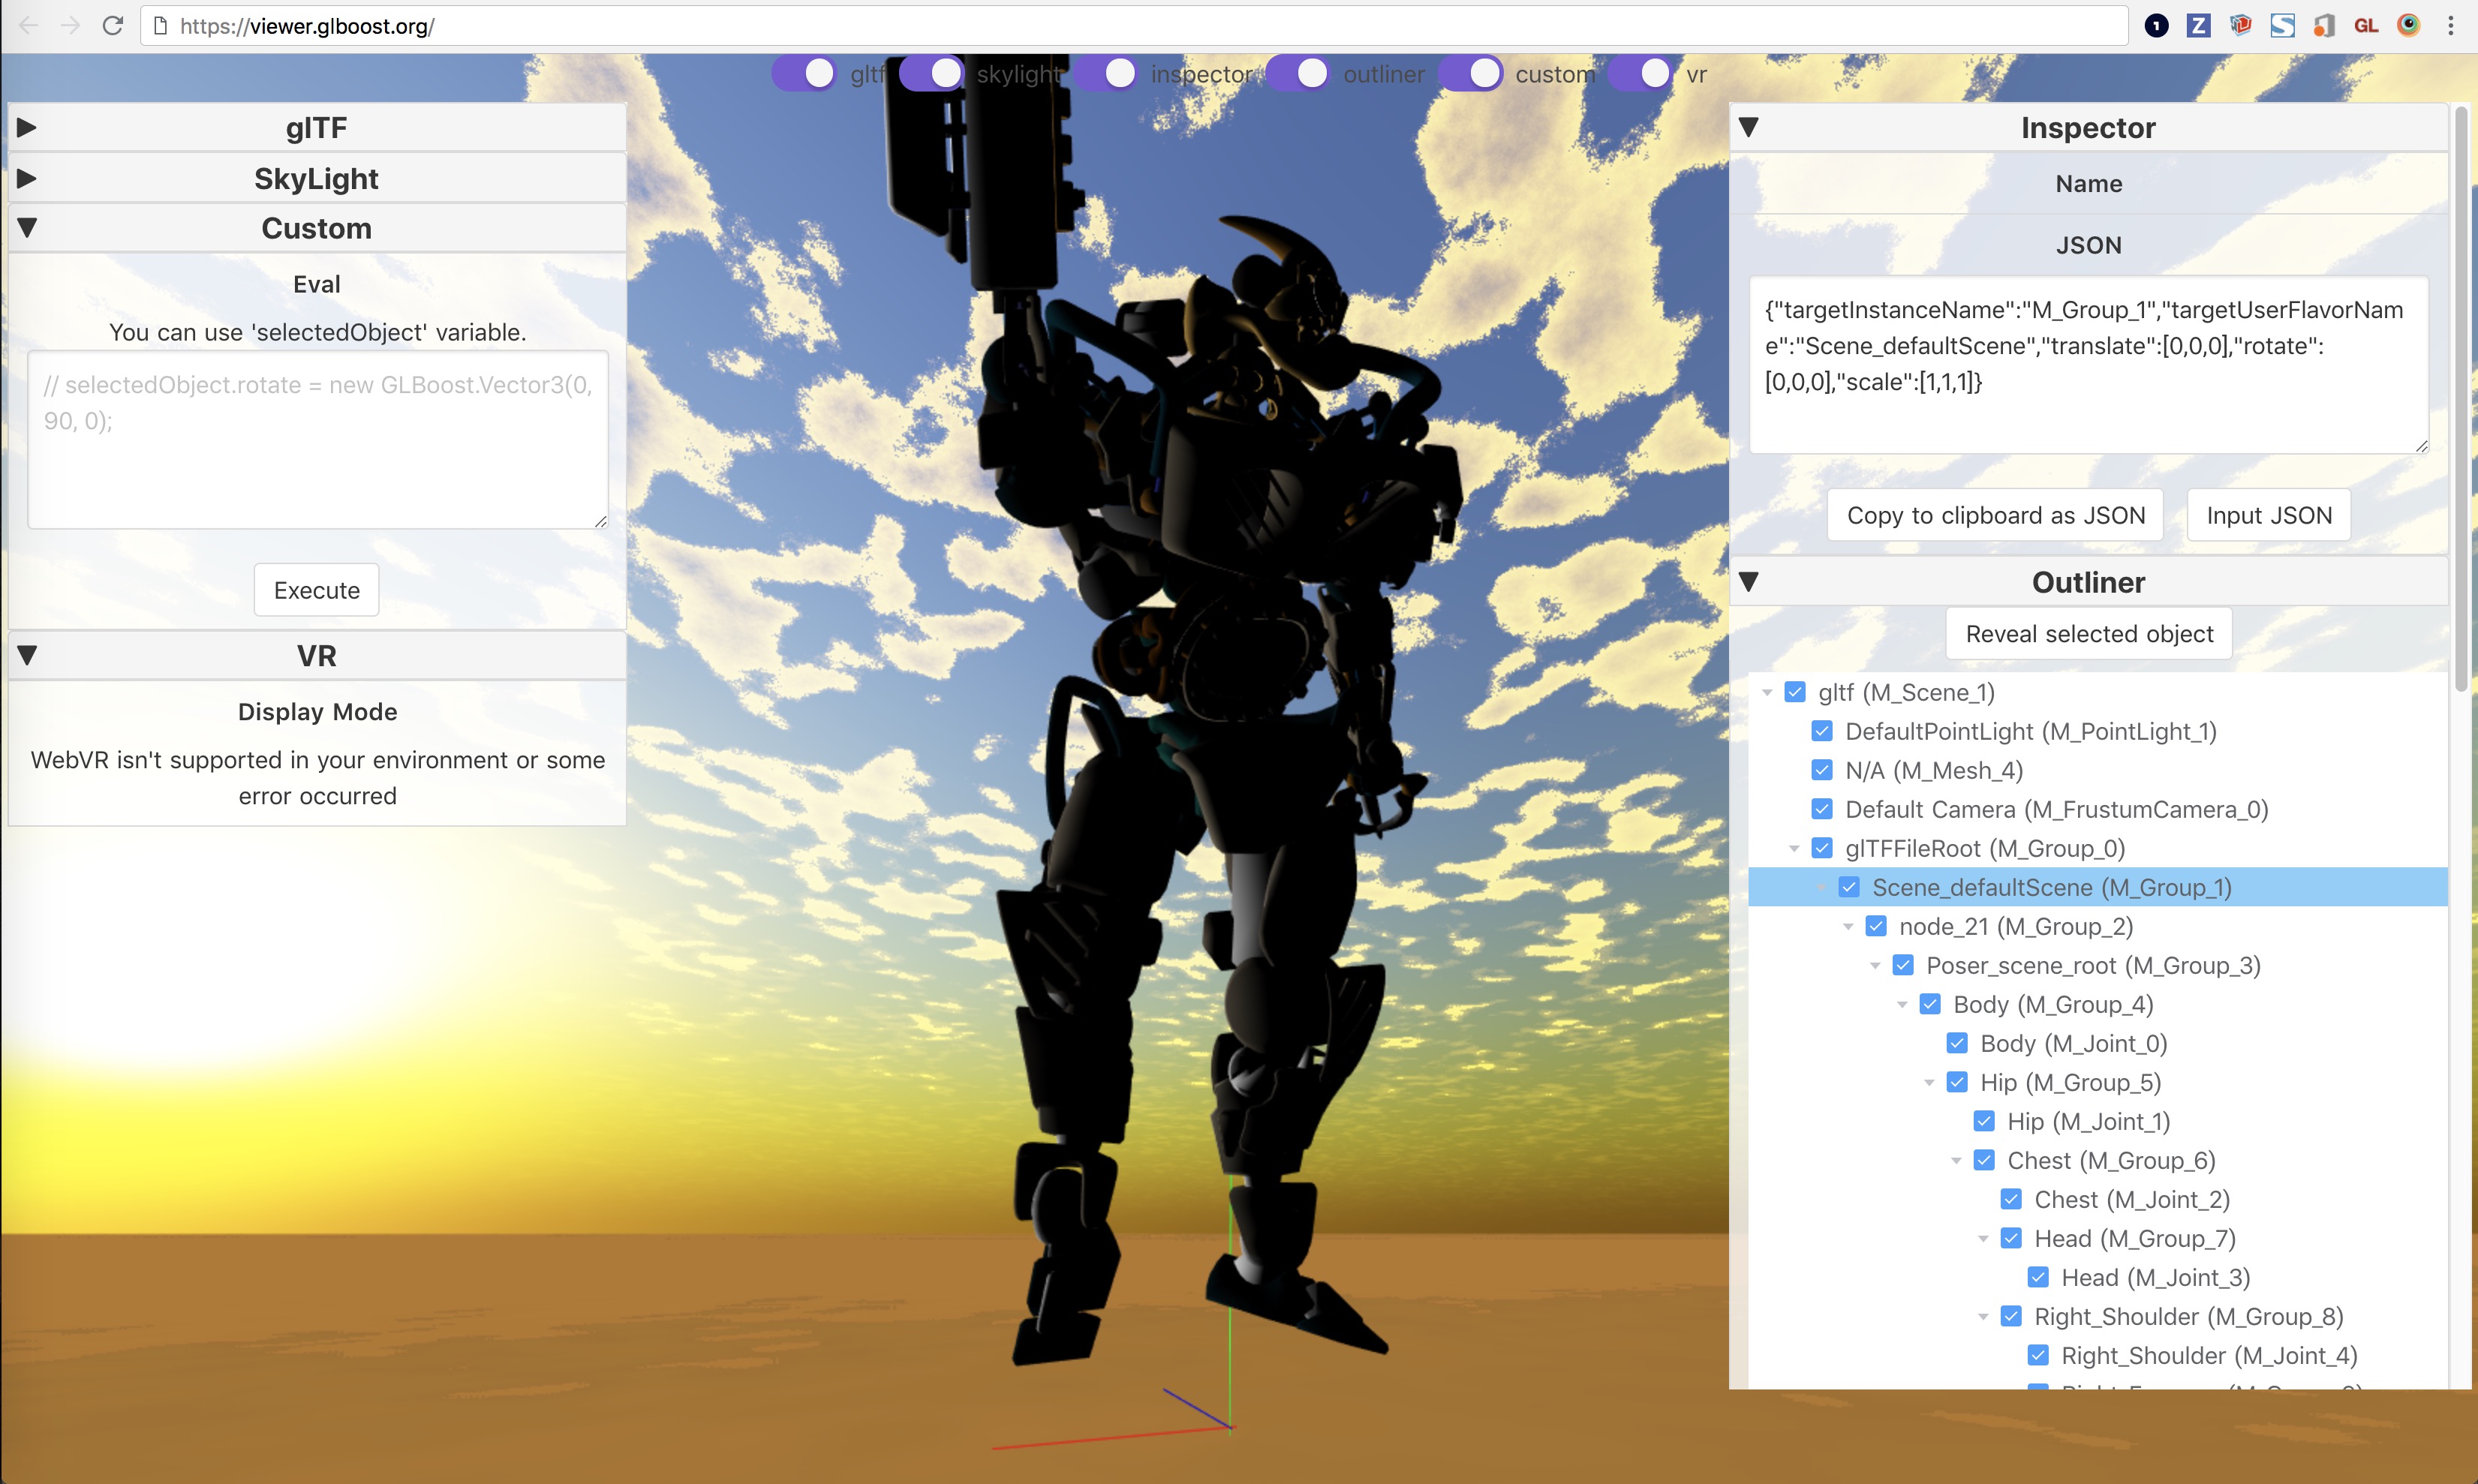 https://viewer.glboost.org/
gltf
skylight
inspector
outliner
custom
vr
glTF
SkyLight
Custom
Eval
You can use 'selectedObject' variable.
// selectedObject.rotate = new GLBoost.Vector3(0,
90, 0);
Execute
VR
Display Mode
WebVR isn't supported in your environment or some
error occurred
Inspector
Name
JSON
{"targetInstanceName":"M_Group_1","targetUserFlavorNam
e":"Scene_defaultScene","translate":[0,0,0],"rotate":
[0,0,0],"scale":[1,1,1]}
Copy to clipboard as JSON
Input JSON
Outliner
Reveal selected object
gltf (M_Scene_1)
DefaultPointLight (M_PointLight_1)
N/A (M_Mesh_4)
Default Camera (M_FrustumCamera_0)
glTFFileRoot (M_Group_0)
Scene_defaultScene (M_Group_1)
node_21 (M_Group_2)
Poser_scene_root (M_Group_3)
Body (M_Group_4)
Body (M_Joint_0)
Hip (M_Group_5)
Hip (M_Joint_1)
Chest (M_Group_6)
Chest (M_Joint_2)
Head (M_Group_7)
Head (M_Joint_3)
Right_Shoulder (M_Group_8)
Right_Shoulder (M_Joint_4)